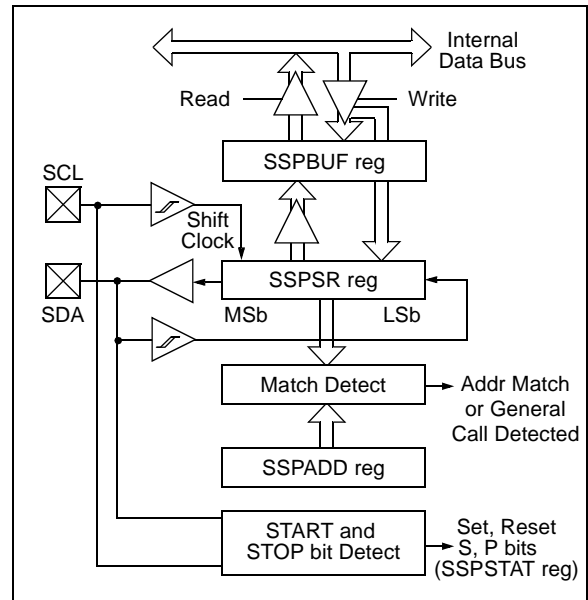 Internal
Data Bus
Read
Write
SSPBUF reg
SCL
Shift
Clock
SSPSR reg
MSb
LSb
SDA
Match Detect
Addr Match
or General
Call Detected
SSPADD reg
START and
STOP bit Detect
Set, Reset
S, P bits
(SSPSTAT reg)